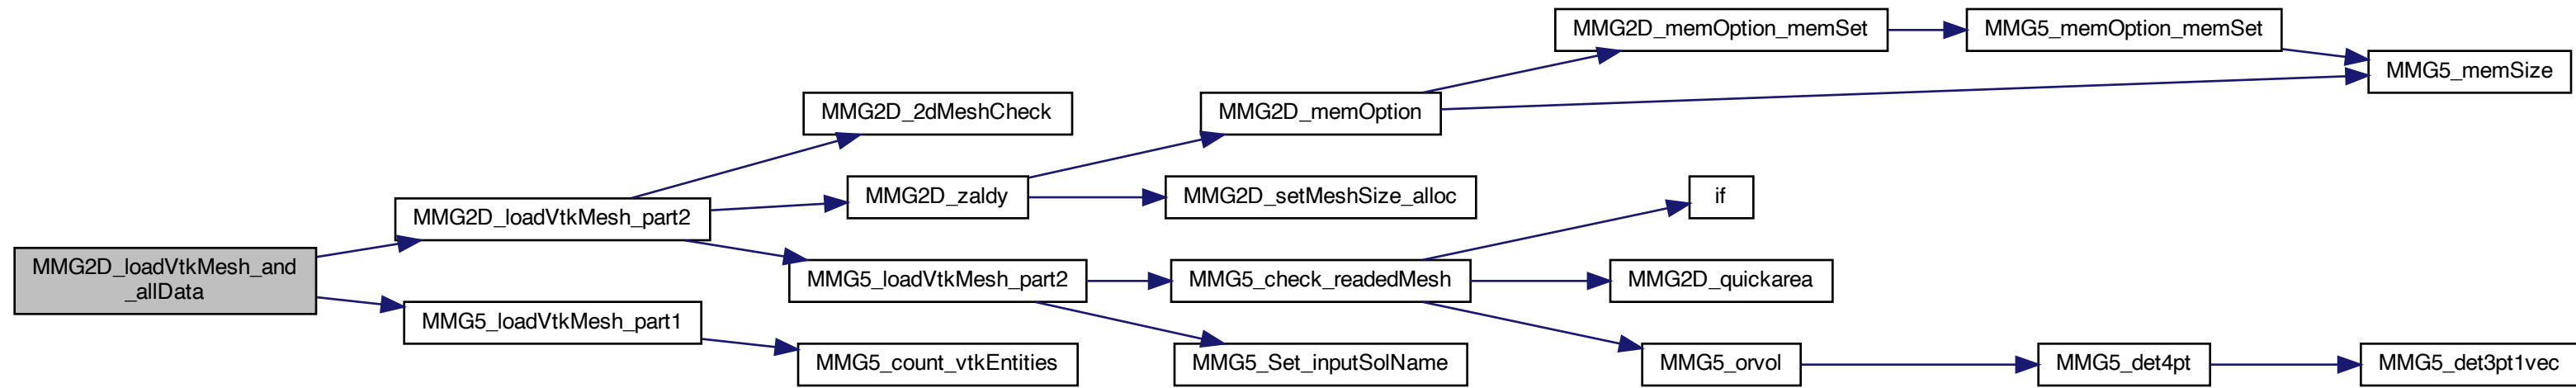 MMG2D_memOption_memSet
MMG5_memOption_memSet
MMG5_memSize
MMG2D_2dMeshCheck
MMG2D_memOption
MMG2D_loadVtkMesh_part2
MMG2D_zaldy
MMG2D_setMeshSize_alloc
if
MMG2D_loadVtkMesh_and
_allData
MMG5_loadVtkMesh_part2
MMG5_check_readedMesh
MMG2D_quickarea
MMG5_loadVtkMesh_part1
MMG5_count_vtkEntities
MMG5_Set_inputSolName
MMG5_orvol
MMG5_det4pt
MMG5_det3pt1vec